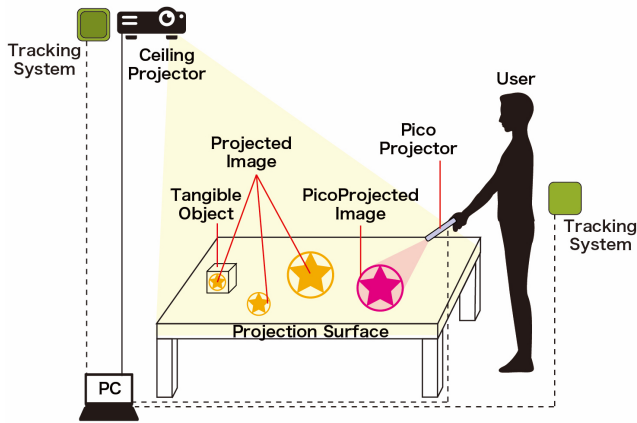 Tracking
System
Ceiling
Projector
User
Pico
Projector
Projected
Image
Tangible
Object
PicoProjected
Image
Tracking
System
Projection Surface
PC